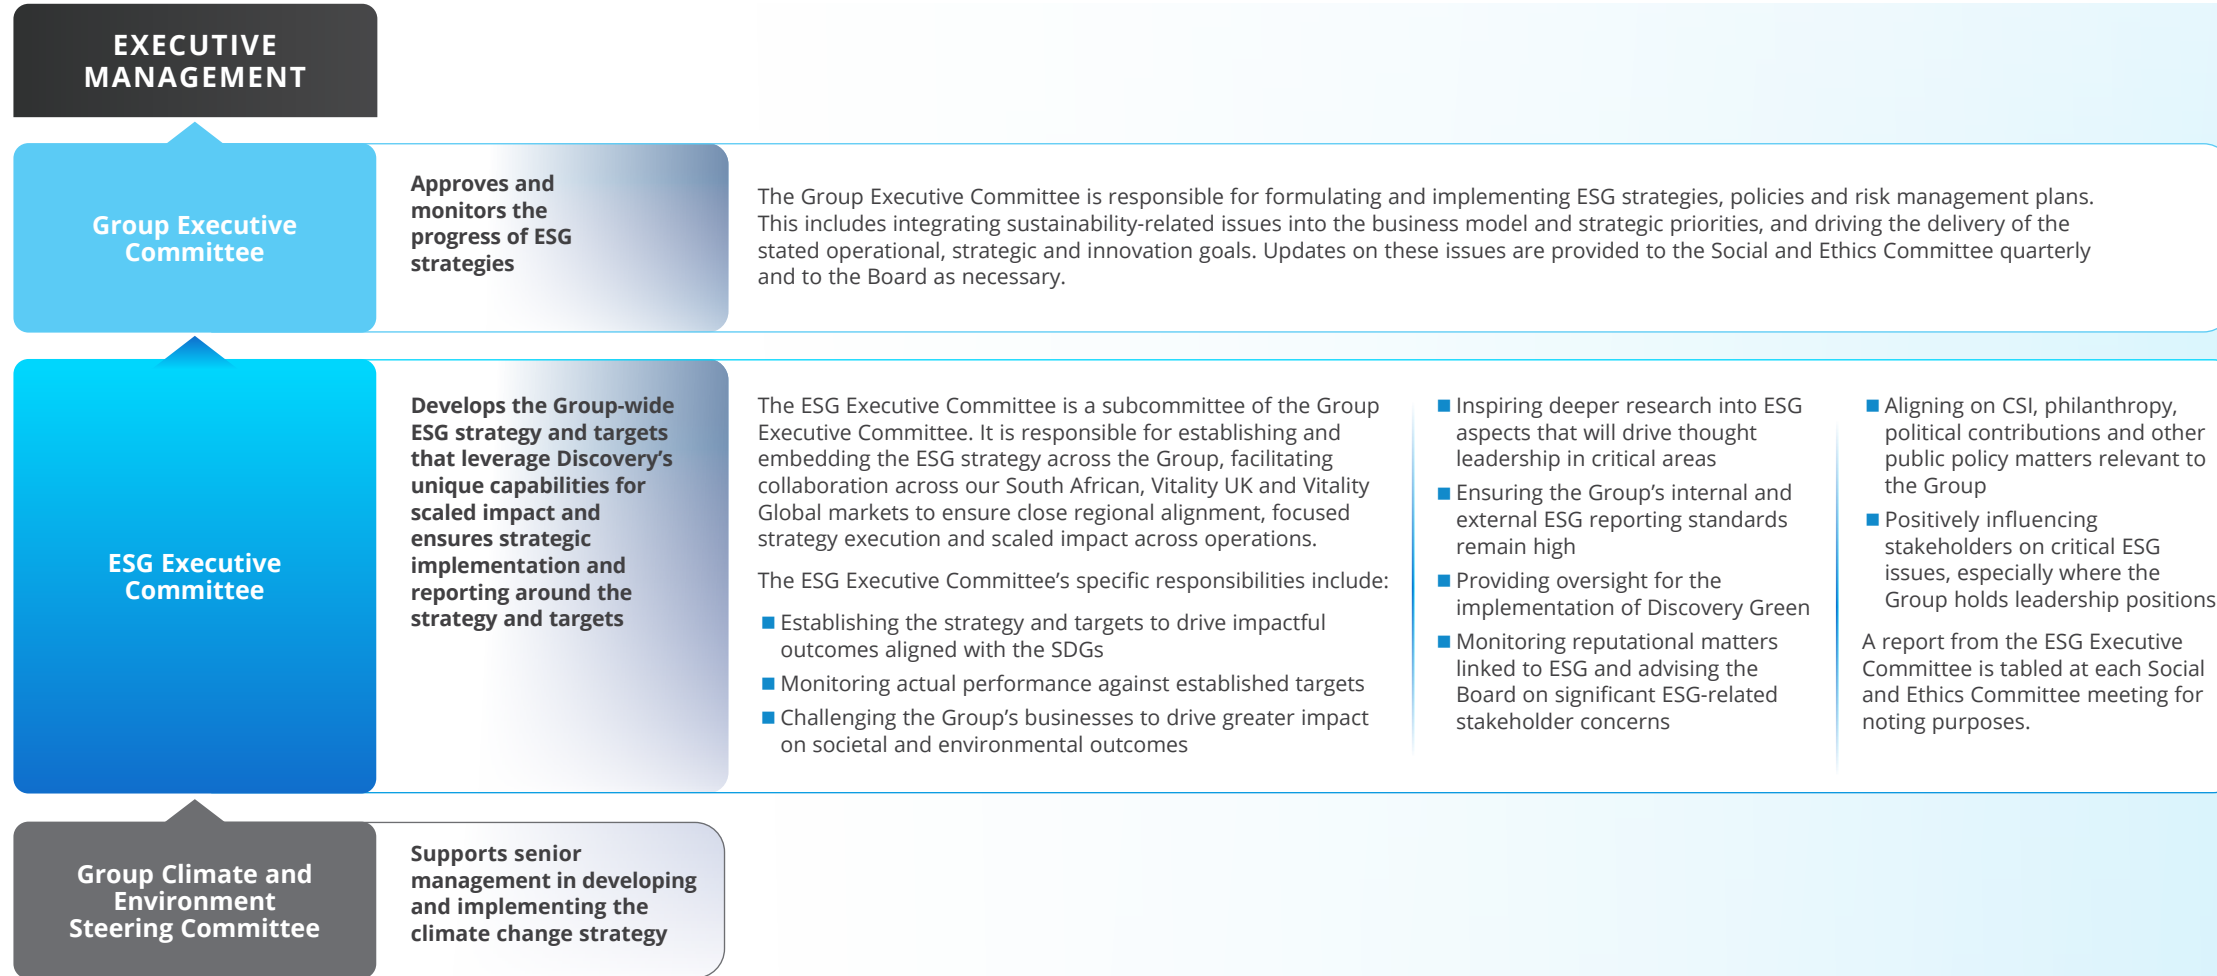 EXECUTIVE
MANAGEMENT
Group Executive
Committee
Approves and
monitors the
progress of ESG
strategies
The Group Executive Committee is responsible for formulating and implementing ESG strategies, policies and risk management plans.
This includes integrating sustainability-related issues into the business model and strategic priorities, and driving the delivery of the
stated operational, strategic and innovation goals. Updates on these issues are provided to the Social and Ethics Committee quarterly
and to the Board as necessary.
ESG Executive
Committee
Develops the Group-wide
ESG strategy and targets
that leverage Discovery’s
unique capabilities for
scaled impact and
ensures strategic
implementation and
reporting around the
strategy and targets
The ESG Executive Committee is a subcommittee of the Group
Executive Committee. It is responsible for establishing and
embedding the ESG strategy across the Group, facilitating
collaboration across our South African, Vitality UK and Vitality
Global markets to ensure close regional alignment, focused
strategy execution and scaled impact across operations.
The ESG Executive Committee’s specific responsibilities include:
■ Establishing the strategy and targets to drive impactful
outcomes aligned with the SDGs
■ Monitoring actual performance against established targets
■ Challenging the Group’s businesses to drive greater impact
on societal and environmental outcomes
■ Inspiring deeper research into ESG
aspects that will drive thought
leadership in critical areas
■ Ensuring the Group’s internal and
external ESG reporting standards
remain high
■ Providing oversight for the
implementation of Discovery Green
■ Monitoring reputational matters
linked to ESG and advising the
Board on significant ESG-related
stakeholder concerns
■ Aligning on CSI, philanthropy,
political contributions and other
public policy matters relevant to
the Group
■ Positively influencing
stakeholders on critical ESG
issues, especially where the
Group holds leadership positions
A report from the ESG Executive
Committee is tabled at each Social
and Ethics Committee meeting for
noting purposes.
Group Climate and
Environment
Steering Committee
Supports senior
management in developing
and implementing the
climate change strategy